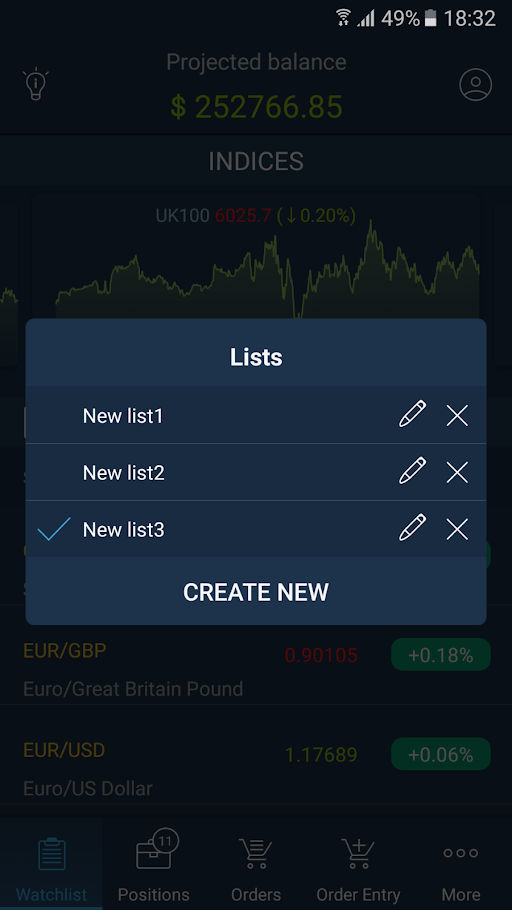 49% 18:32
Projected balance
$ 252766.85
INDICES
UK100 6025.7 (↓0.20%)
Lists
New list1
New list2
New list3
CREATE NEW
EUR/GBP 0.90105 +0.18%
Euro/Great Britain Pound
EUR/USD 1.17689 +0.06%
Euro/US Dollar
11
Watchlist Positions Orders Order Entry More